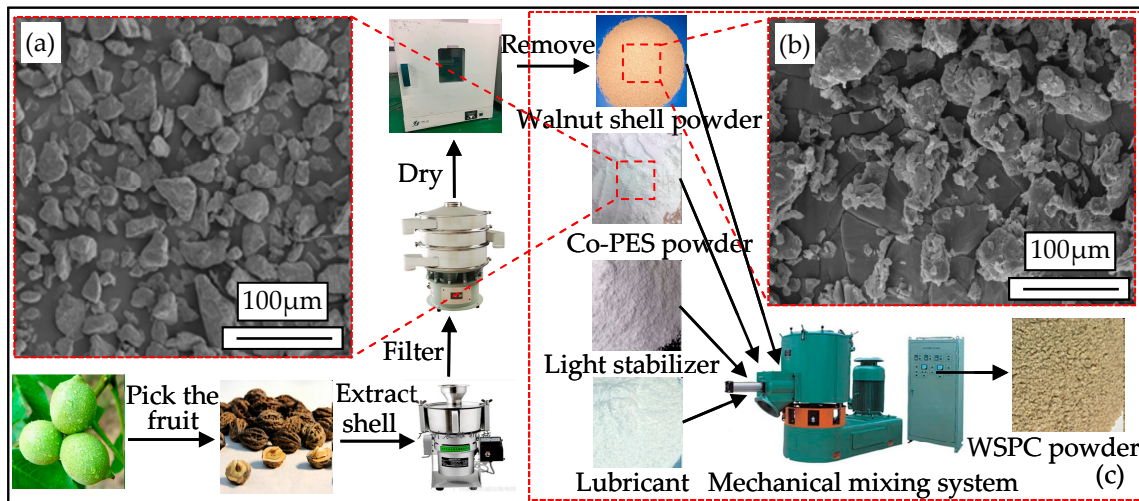 (a)
Remove
(b)
Walnut shell powder
Dry
Co-PES powder
100μm
100μm
Filter
Light stabilizer
Pick the
fruit
Extract
shell
WSPC powder
Lubricant
Mechanical mixing system
(c)